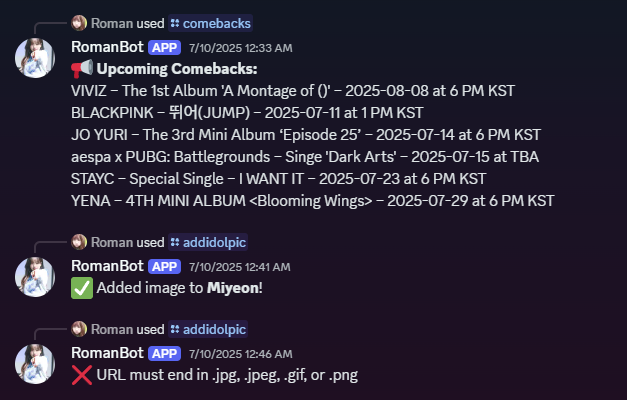 Roman used comebacks
RomanBot APP 7/10/2025 12:33 AM
Upcoming Comebacks:
VIVIZ – The 1st Album 'A Montage of ()' – 2025-08-08 at 6 PM KST
BLACKPINK – 뛰어(JUMP) – 2025-07-11 at 1 PM KST
JO YURI – The 3rd Mini Album ‘Episode 25’ – 2025-07-14 at 6 PM KST
aespa x PUBG: Battlegrounds – Singe 'Dark Arts' – 2025-07-15 at TBA
STAYC – Special Single – I WANT IT – 2025-07-23 at 6 PM KST
YENA – 4TH MINI ALBUM <Blooming Wings> – 2025-07-29 at 6 PM KST
Roman used addidolpic
RomanBot APP 7/10/2025 12:41 AM
Added image to Miyeon!
Roman used addidolpic
RomanBot APP 7/10/2025 12:46 AM
URL must end in .jpg, .jpeg, .gif, or .png